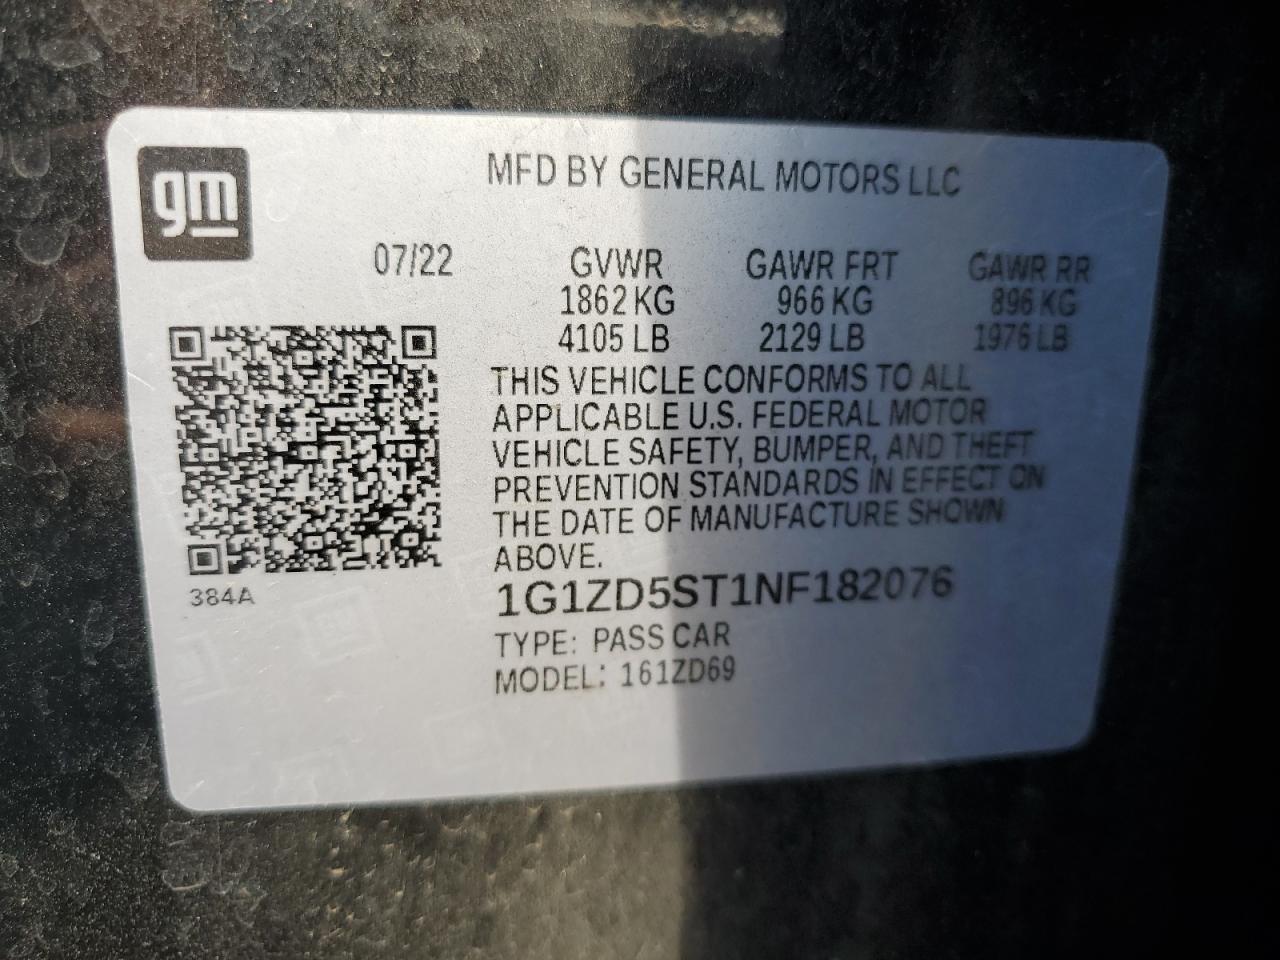 gm
MFD BY GENERAL MOTORS LLC
07/22 GVWR GAWR FRT GAWR RR
1862 KG 966 KG 896 KG
4105 LB 2129 LB 1976 LB
THIS VEHICLE CONFORMS TO ALL
APPLICABLE U.S. FEDERAL MOTOR
VEHICLE SAFETY, BUMPER, AND THEFT
PREVENTION STANDARDS IN EFFECT ON
THE DATE OF MANUFACTURE SHOWN
ABOVE.
384A
1G1ZD5ST1NF182076
TYPE: PASS CAR
MODEL: 161ZD69